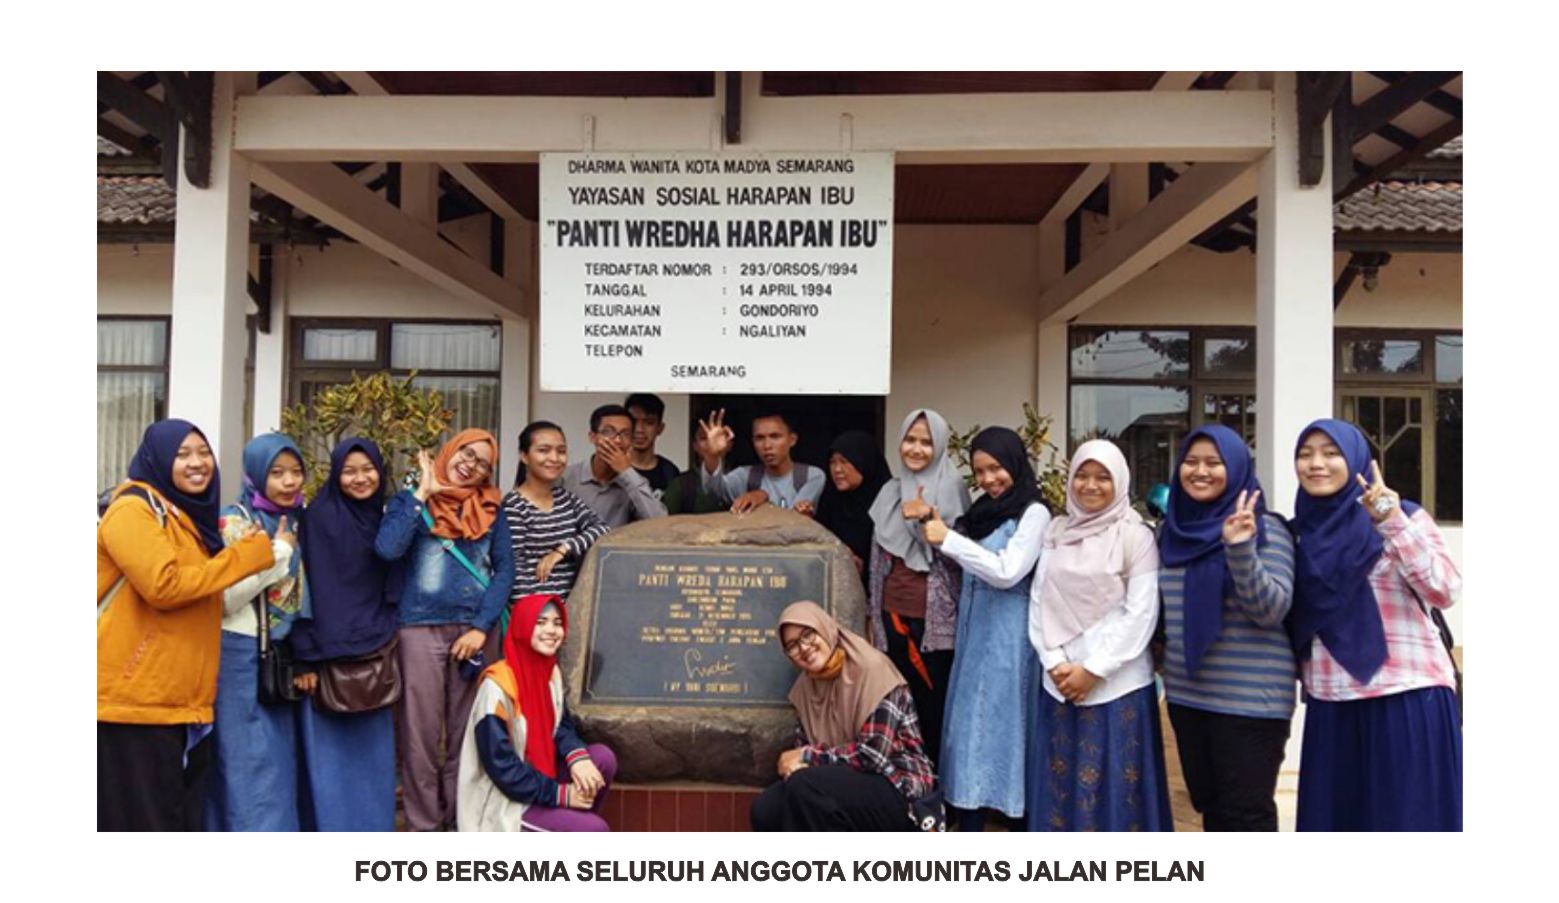 DHARMA WANITA KOTA MADYA SEMARANG
YAYASAN SOSIAL HARAPAN IBU
"PANTI WREDHA HARAPAN IBU"
TERDAFTAR NOMOR : 293/ORSOS/1994
TANGGAL : 14 APRIL 1994
KELURAHAN : GONDORIYO
KECAMATAN : NGALIYAN
TELEPON
SEMARANG
PANTI WREDA HARAPAN IBU
FOTO BERSAMA SELURUH ANGGOTA KOMUNITAS JALAN PELAN